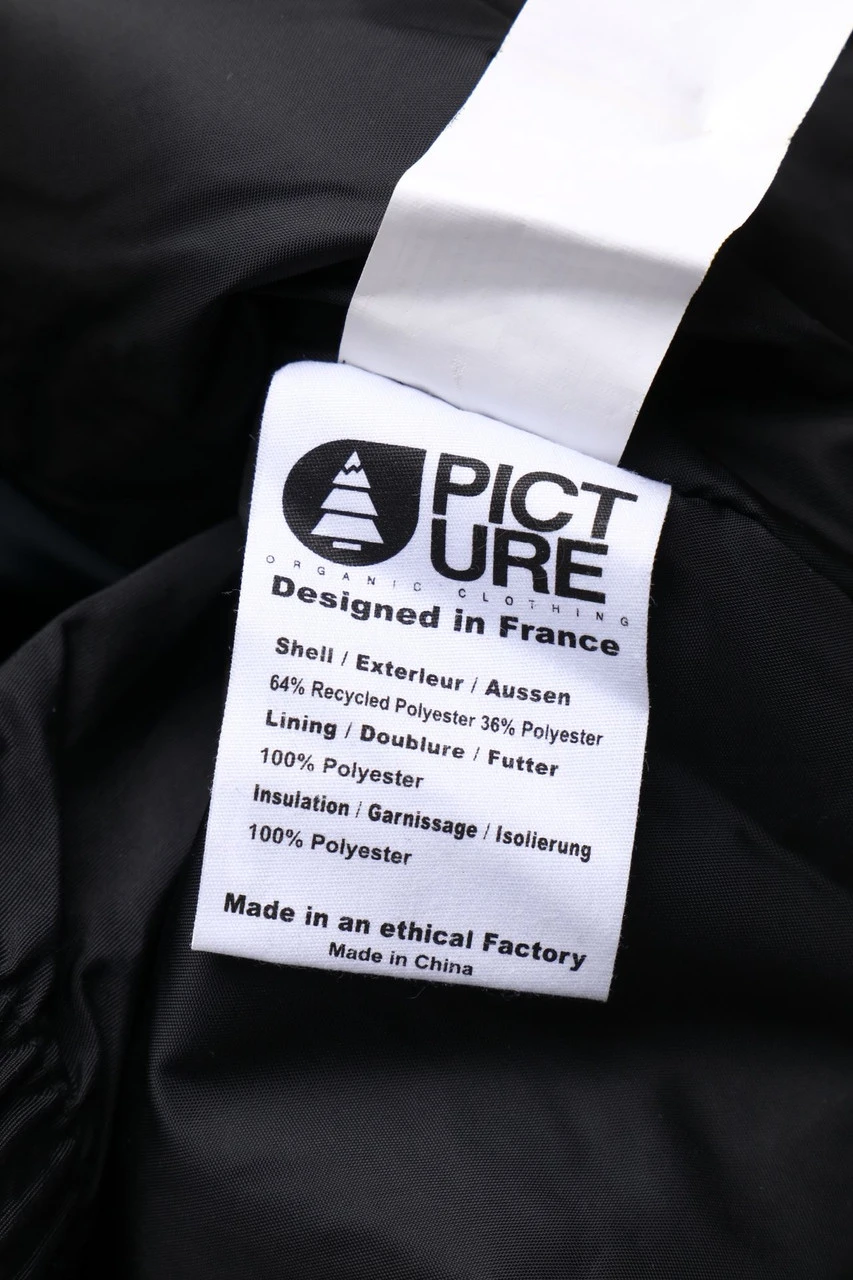 PICT
URE
ORGANIC CLOTHING
Designed in France
Shell / Exterieur / Aussen
64% Recycled Polyester 36% Polyester
Lining / Doublure / Futter
100% Polyester
Insulation / Garnissage / Isolierung
100% Polyester
Made in an ethical Factory
Made in China